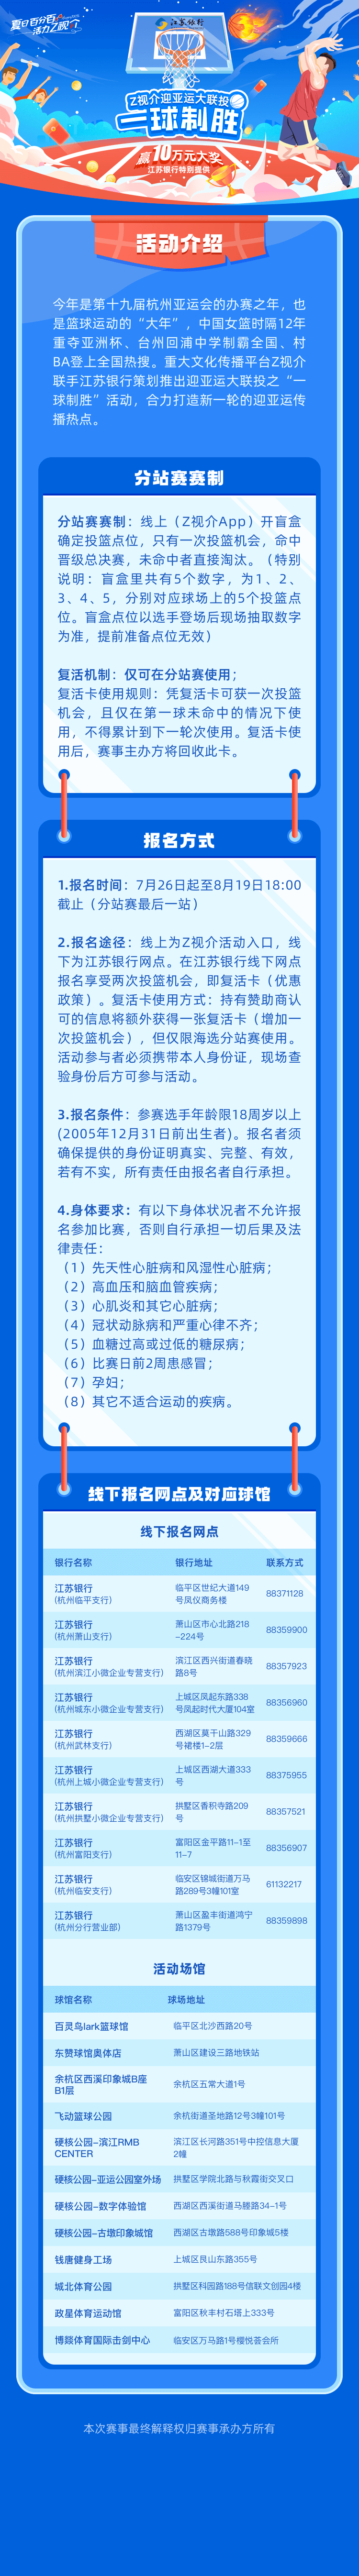 夏日百分百
活力Z视介
江苏银行
Z视介迎亚运大联投
一球制胜
赢10万元大奖
江苏银行特别提供
活动介绍
今年是第十九届杭州亚运会的办赛之年，也
是篮球运动的“大年”，中国女篮时隔12年
重夺亚洲杯、台州回浦中学制霸全国、村
BA登上全国热搜。重大文化传播平台Z视介
联手江苏银行策划推出迎亚运大联投之“一
球制胜”活动，合力打造新一轮的迎亚运传
播热点。
分站赛赛制
分站赛赛制：线上（Z视介App）开盲盒
确定投篮点位，只有一次投篮机会，命中
晋级总决赛，未命中者直接淘汰。（特别
说明：盲盒里共有5个数字，为1、2、
3、4、5，分别对应球场上的5个投篮点
位。盲盒点位以选手登场后现场抽取数字
为准，提前准备点位无效）
复活机制：仅可在分站赛使用；
复活卡使用规则：凭复活卡可获一次投篮
机会，且仅在第一球未命中的情况下使
用，不得累计到下一轮次使用。复活卡使
用后，赛事主办方将回收此卡。
报名方式
1.报名时间：7月26日起至8月19日18:00
截止（分站赛最后一站）
2.报名途径：线上为Z视介活动入口，线
下为江苏银行网点。在江苏银行线下网点
报名享受两次投篮机会，即复活卡（优惠
政策）。复活卡使用方式：持有赞助商认
可的信息将额外获得一张复活卡（增加一
次投篮机会），但仅限海选分站赛使用。
活动参与者必须携带本人身份证，现场查
验身份后方可参与活动。
3.报名条件：参赛选手年龄限18周岁以上
(2005年12月31日前出生者)。报名者须
确保提供的身份证明真实、完整、有效，
若有不实，所有责任由报名者自行承担。
4.身体要求：有以下身体状况者不允许报
名参加比赛，否则自行承担一切后果及法
律责任：
（1）先天性心脏病和风湿性心脏病；
（2）高血压和脑血管疾病；
（3）心肌炎和其它心脏病；
（4）冠状动脉病和严重心律不齐；
（5）血糖过高或过低的糖尿病；
（6）比赛日前2周患感冒；
（7）孕妇；
（8）其它不适合运动的疾病。
线下报名网点及对应球馆
线下报名网点
银行名称 银行地址 联系方式
江苏银行 临平区世纪大道149
(杭州临平支行) 号凤仪商务楼 88371128
江苏银行 萧山区市心北路218
(杭州萧山支行) -224号 88359900
江苏银行 滨江区西兴街道春晓
(杭州滨江小微企业专营支行) 路8号 88357923
江苏银行 上城区凤起东路338
(杭州城东小微企业专营支行) 号凤起时代大厦104室 88356960
江苏银行 西湖区莫干山路329
(杭州武林支行) 号裙楼1-2层 88359666
江苏银行 上城区西湖大道333
(杭州上城小微企业专营支行) 号 88375955
江苏银行 拱墅区香积寺路209
(杭州拱墅小微企业专营支行) 号 88357521
江苏银行 富阳区金平路11-1至
(杭州富阳支行) 11-7 88356907
江苏银行 临安区锦城街道万马
(杭州临安支行) 路289号3幢101室 61132217
江苏银行 萧山区盈丰街道鸿宁
(杭州分行营业部) 路1379号 88359898
活动场馆
球馆名称 球场地址
百灵鸟lark篮球馆 临平区北沙西路20号
东赞球馆奥体店 萧山区建设三路地铁站
余杭区西溪印象城B座
B1层 余杭区五常大道1号
飞动篮球公园 余杭街道圣地路12号3幢101号
硬核公园-滨江RMB 滨江区长河路351号中控信息大厦
CENTER 2幢
硬核公园-亚运公园室外场 拱墅区学院北路与秋霞街交叉口
硬核公园-数字体验馆 西湖区西溪街道马塍路34-1号
硬核公园-古墩印象城馆 西湖区古墩路588号印象城5楼
钱唐健身工场 上城区艮山东路355号
城北体育公园 拱墅区科园路188号信联文创园4楼
政星体育运动馆 富阳区秋丰村石塔上333号
博燚体育国际击剑中心 临安区万马路1号樱悦荟会所
本次赛事最终解释权归赛事承办方所有